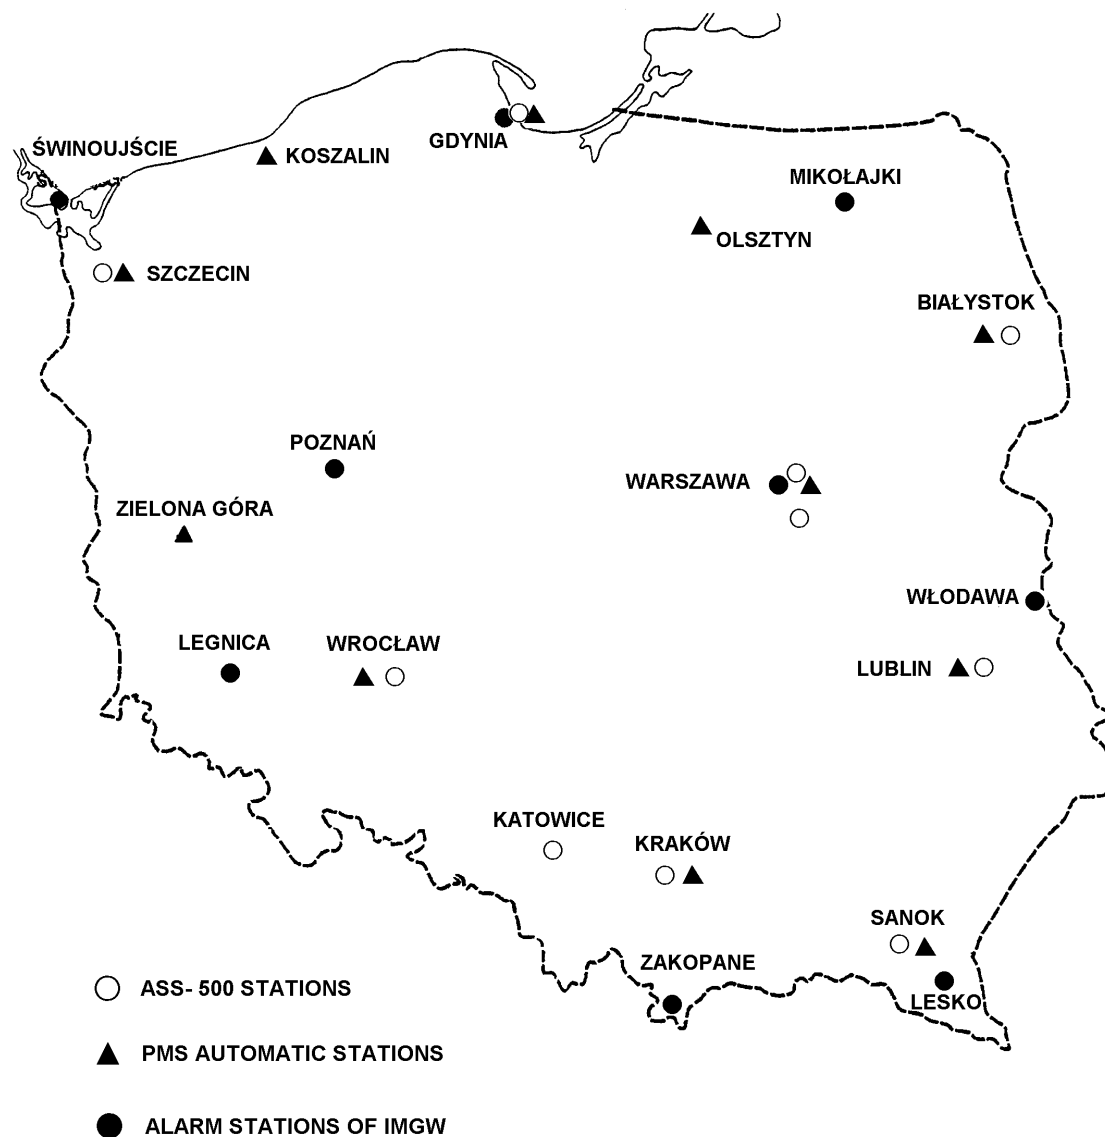 ŚWINOUJŚCIE
KOSZALIN
GDYNIA
MIKOŁAJKI
OLSZTYN
SZCZECIN
BIAŁYSTOK
POZNAŃ
WARSZAWA
ZIELONA GÓRA
WŁODAWA
LEGNICA
WROCŁAW
LUBLIN
KATOWICE
KRAKÓW
SANOK
ZAKOPANE
LESKO
ASS- 500 STATIONS
PMS AUTOMATIC STATIONS
ALARM STATIONS OF IMGW